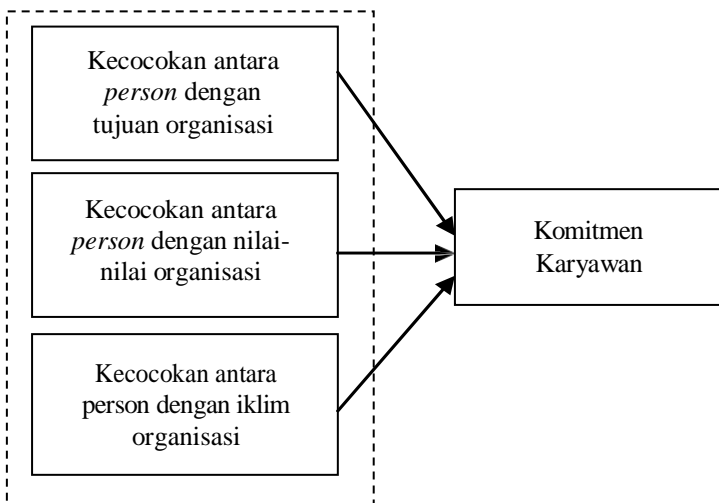 Kecocokan antara
person dengan
tujuan organisasi
Kecocokan antara
person dengan nilai-
nilai organisasi
Kecocokan antara
person dengan iklim
organisasi
Komitmen
Karyawan